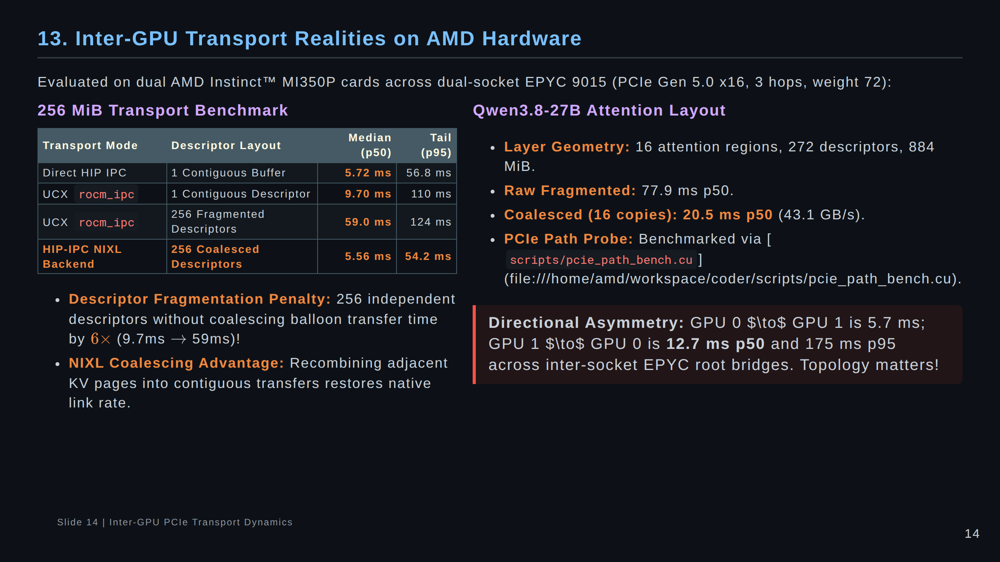 13. Inter-GPU Transport Realities on AMD Hardware
Evaluated on dual AMD Instinct™ MI350P cards across dual-socket EPYC 9015 (PCIe Gen 5.0 x16, 3 hops, weight 72):
256 MiB Transport Benchmark
Transport Mode Descriptor Layout Median (p50) Tail (p95)
Direct HIP IPC 1 Contiguous Buffer 5.72 ms 56.8 ms
UCX rocm_ipc 1 Contiguous Descriptor 9.70 ms 110 ms
UCX rocm_ipc 256 Fragmented Descriptors 59.0 ms 124 ms
HIP-IPC NIXL Backend 256 Coalesced Descriptors 5.56 ms 54.2 ms
• Descriptor Fragmentation Penalty: 256 independent
descriptors without coalescing balloon transfer time
by 6× (9.7ms → 59ms)!
• NIXL Coalescing Advantage: Recombining adjacent
KV pages into contiguous transfers restores native
link rate.
Qwen3.8-27B Attention Layout
• Layer Geometry: 16 attention regions, 272 descriptors, 884
MiB.
• Raw Fragmented: 77.9 ms p50.
• Coalesced (16 copies): 20.5 ms p50 (43.1 GB/s).
• PCIe Path Probe: Benchmarked via [
scripts/pcie_path_bench.cu]
(file:///home/amd/workspace/coder/scripts/pcie_path_bench.cu).
Directional Asymmetry: GPU 0 $\to$ GPU 1 is 5.7 ms;
GPU 1 $\to$ GPU 0 is 12.7 ms p50 and 175 ms p95
across inter-socket EPYC root bridges. Topology matters!
Slide 14 | Inter-GPU PCIe Transport Dynamics
14